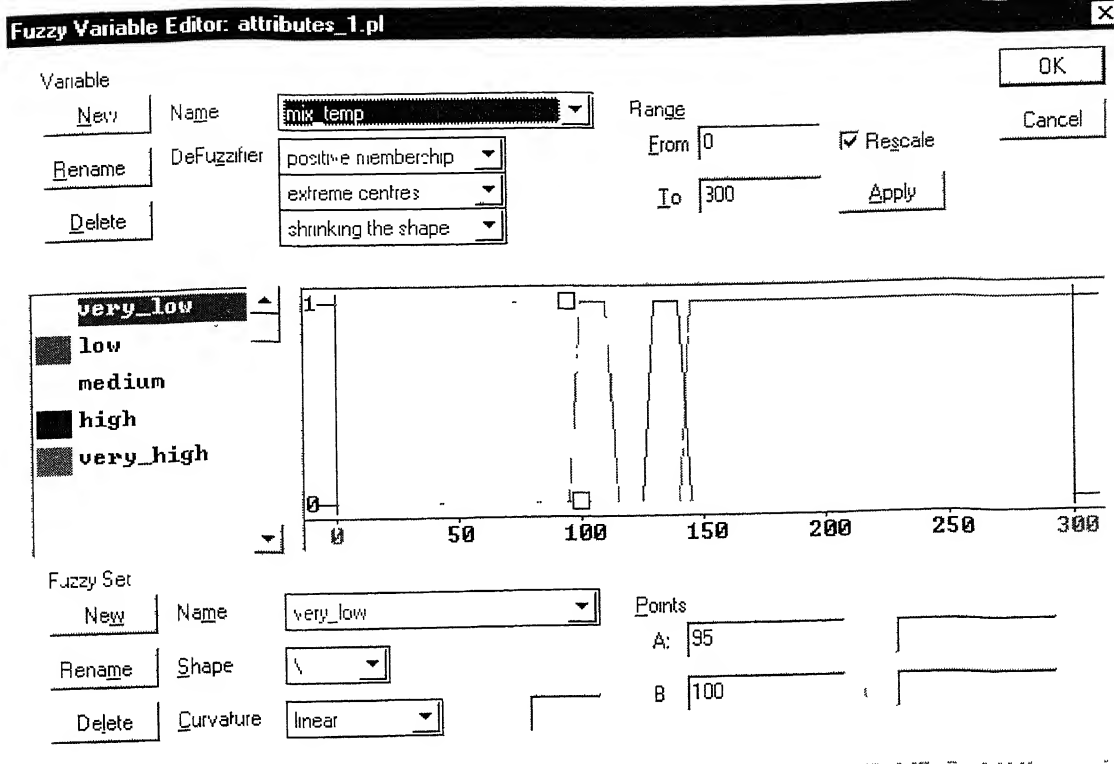 Fuzzy Variable Editor: attributes_1.pl
Variable
New
Name
mix_temp
Range
OK
Rename
DeFuzzifier
positive membership
From 0
Rescale
Cancel
extreme centres
To 300
Apply
Delete
shrinking the shape
very_low
low
medium
high
very_high
1
0
0 50 100 150 200 250 300
Fuzzy Set
New
Name
very_low
Points
A: 95
Rename
Shape
\
B 100
Delete
Curvature
linear